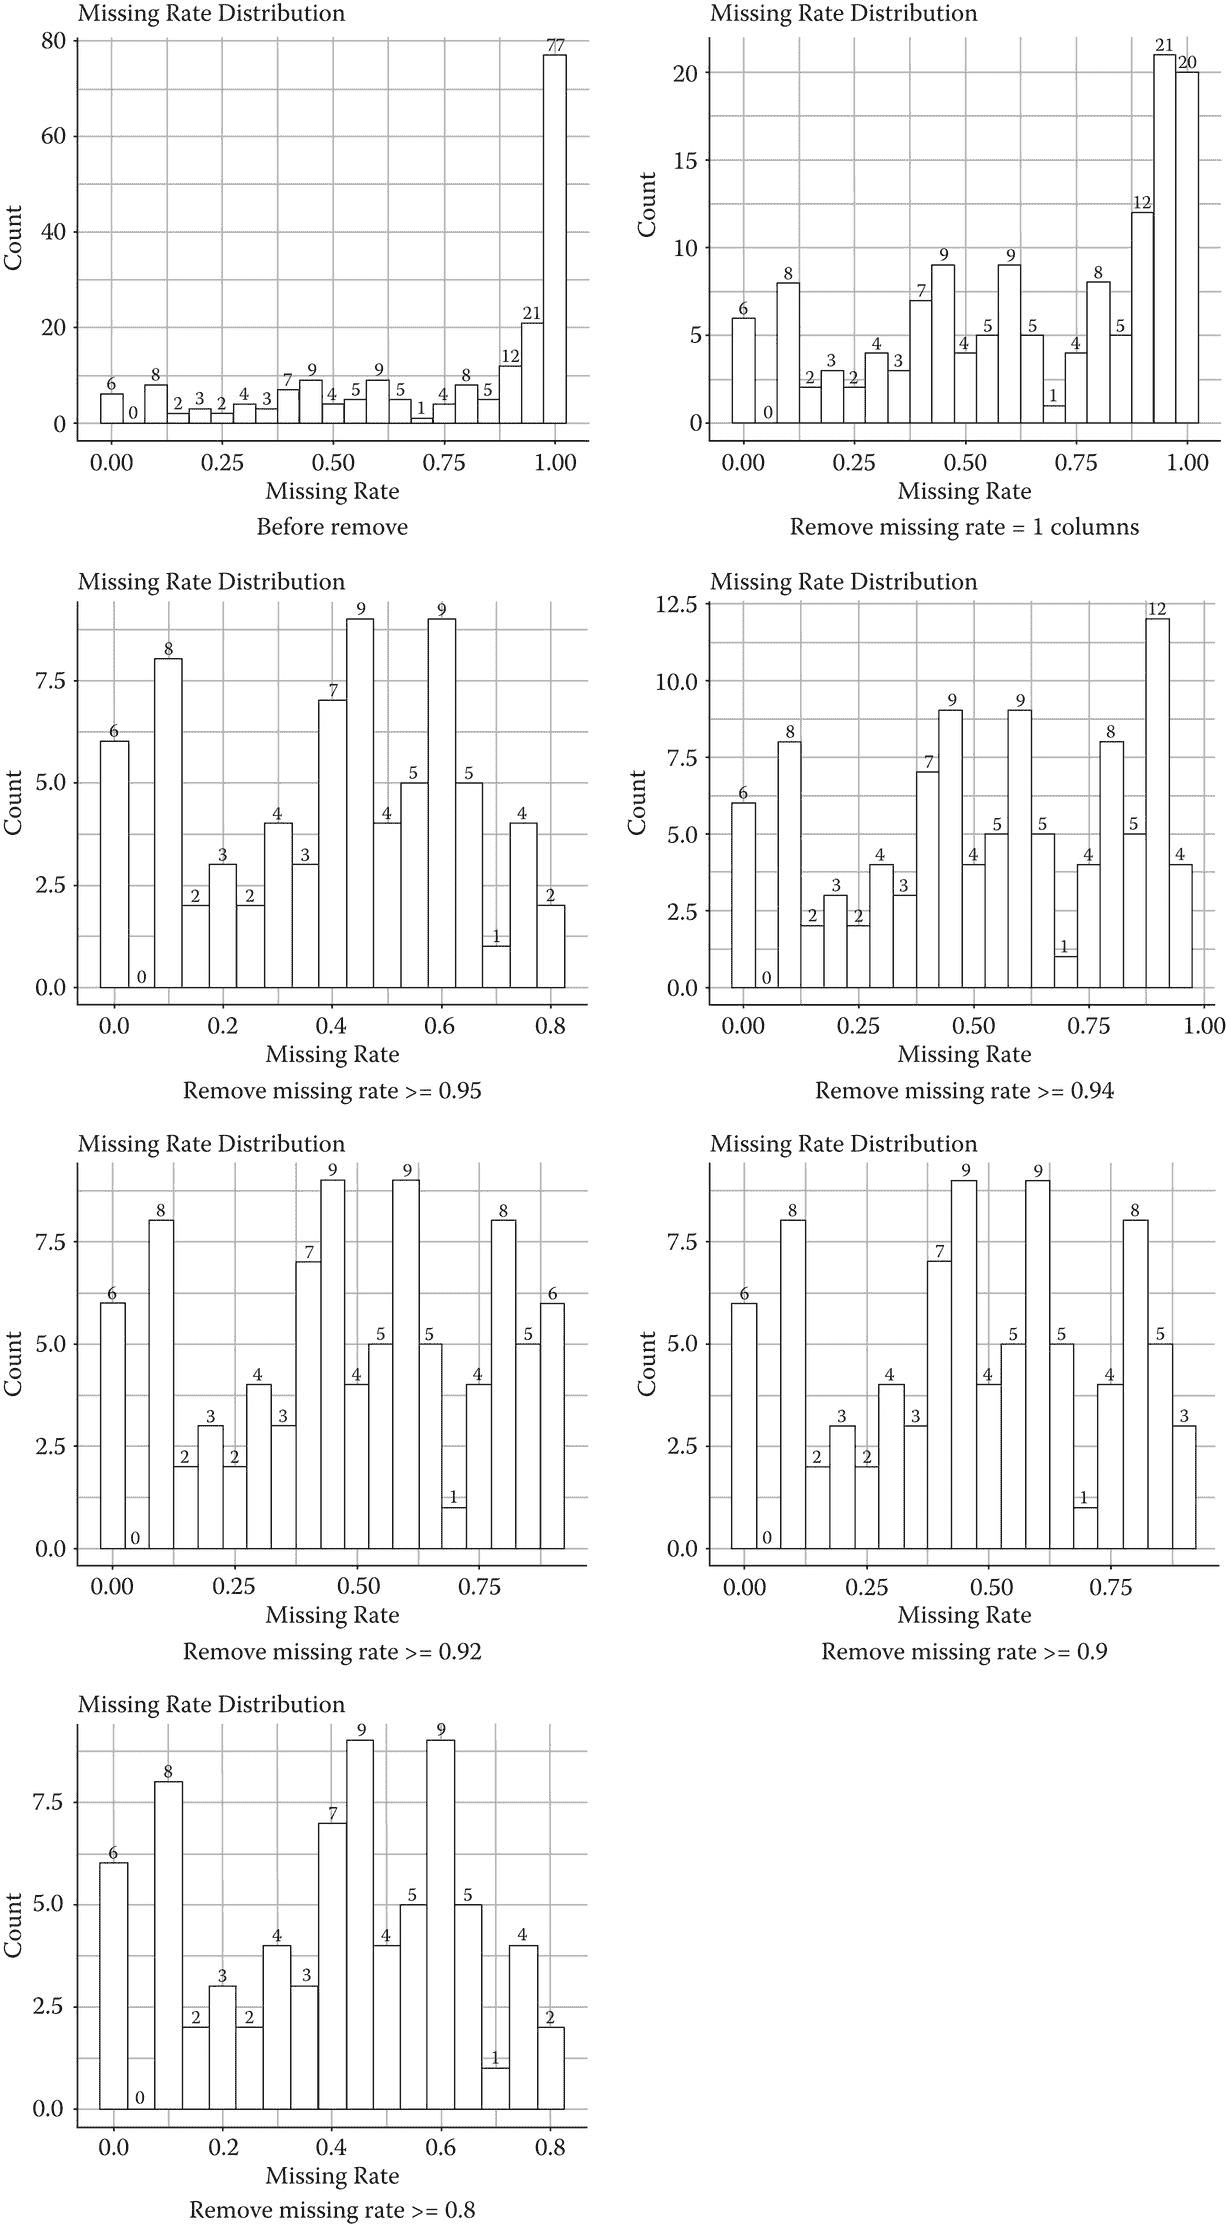 Missing Rate Distribution
80
60
40
20
0
Count
6 0 8 2 3 2 4 3 7 9 4 5 9 5 1 4 8 5 12 21 77
0.00 0.25 0.50 0.75 1.00
Missing Rate
Before remove
Missing Rate Distribution
20
15
10
5
0
Count
6 0 8 2 3 2 4 3 7 9 4 5 9 5 1 4 8 5 12 21 20
0.00 0.25 0.50 0.75 1.00
Missing Rate
Remove missing rate = 1 columns
Missing Rate Distribution
7.5
5.0
2.5
0.0
Count
6 0 8 2 3 2 4 3 7 9 4 5 9 5 1 4 2
0.0 0.2 0.4 0.6 0.8
Missing Rate
Remove missing rate >= 0.95
Missing Rate Distribution
12.5
10.0
7.5
5.0
2.5
0.0
Count
6 0 8 2 3 2 4 3 7 9 4 5 9 5 1 4 8 5 12 4
0.00 0.25 0.50 0.75 1.00
Missing Rate
Remove missing rate >= 0.94
Missing Rate Distribution
7.5
5.0
2.5
0.0
Count
6 0 8 2 3 2 4 3 7 9 4 5 9 5 1 4 8 5 6
0.00 0.25 0.50 0.75
Missing Rate
Remove missing rate >= 0.92
Missing Rate Distribution
7.5
5.0
2.5
0.0
Count
6 0 8 2 3 2 4 3 7 9 4 5 9 5 1 4 8 5 3
0.00 0.25 0.50 0.75
Missing Rate
Remove missing rate >= 0.9
Missing Rate Distribution
7.5
5.0
2.5
0.0
Count
6 0 8 2 3 2 4 3 7 9 4 5 9 5 1 4 2
0.0 0.2 0.4 0.6 0.8
Missing Rate
Remove missing rate >= 0.8